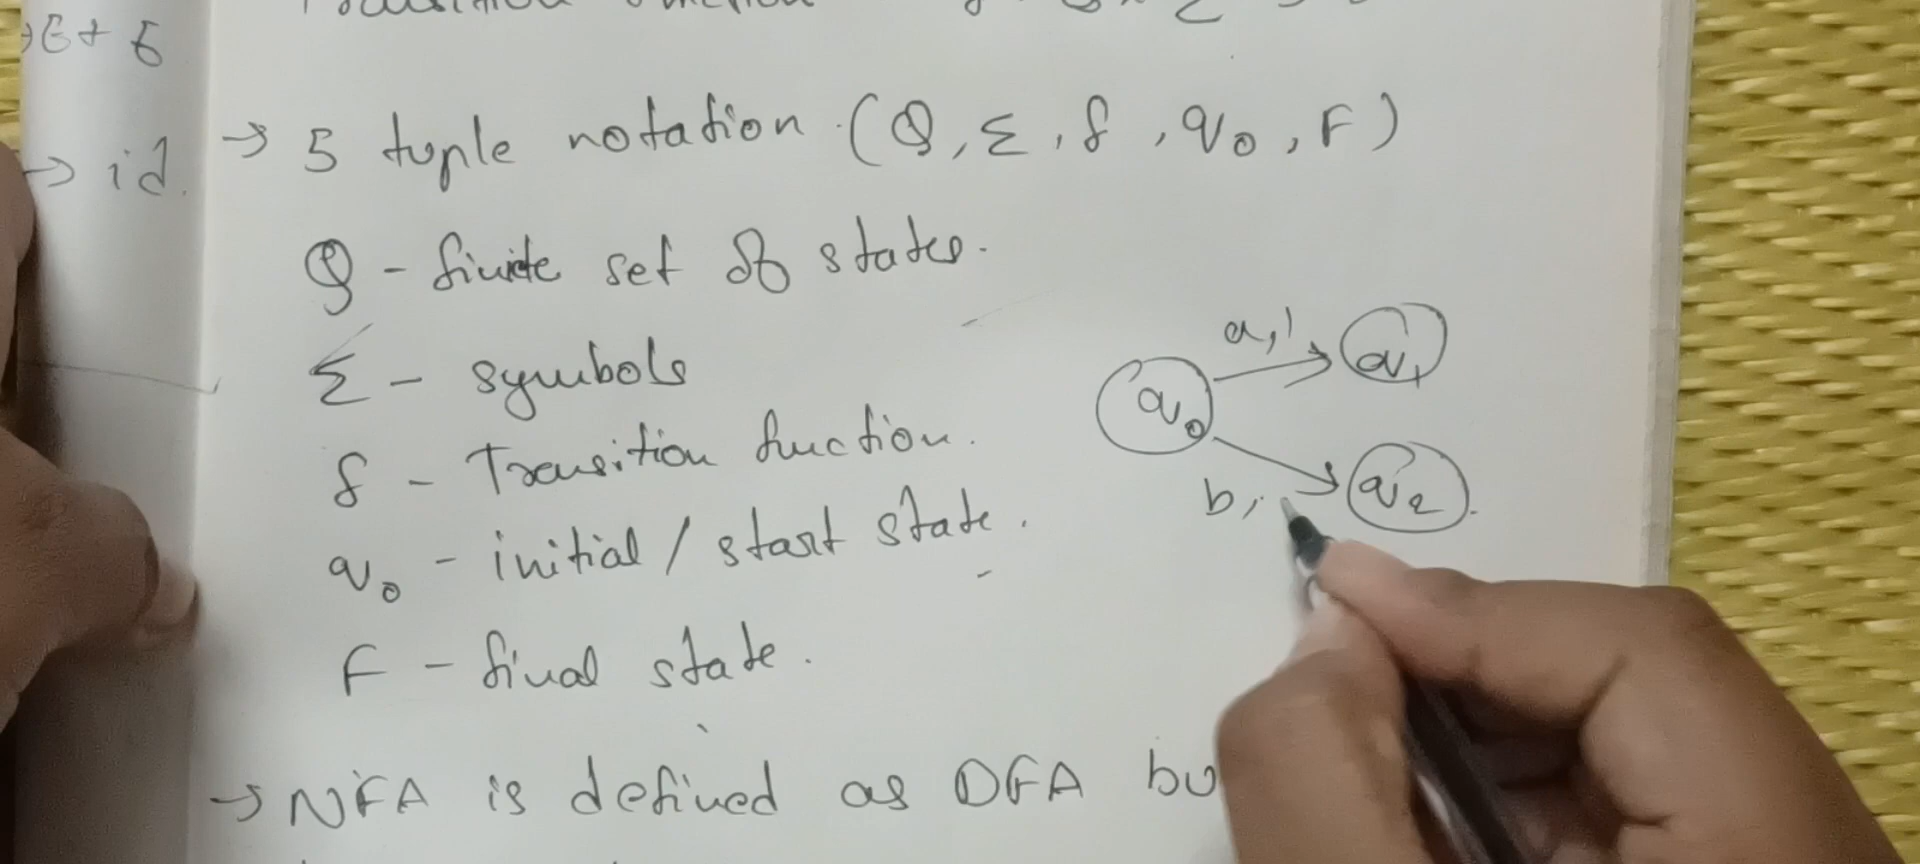 →E+E
→ id.
→ 5 tuple notation (Q, Σ, δ, q0, F)
Q - finite set of states.
Σ - symbols
δ - Transition function.
q0 - initial / start state.
F - final state.
a, 1
q0
q1
b,
q2
→ NFA is defined as DFA bu